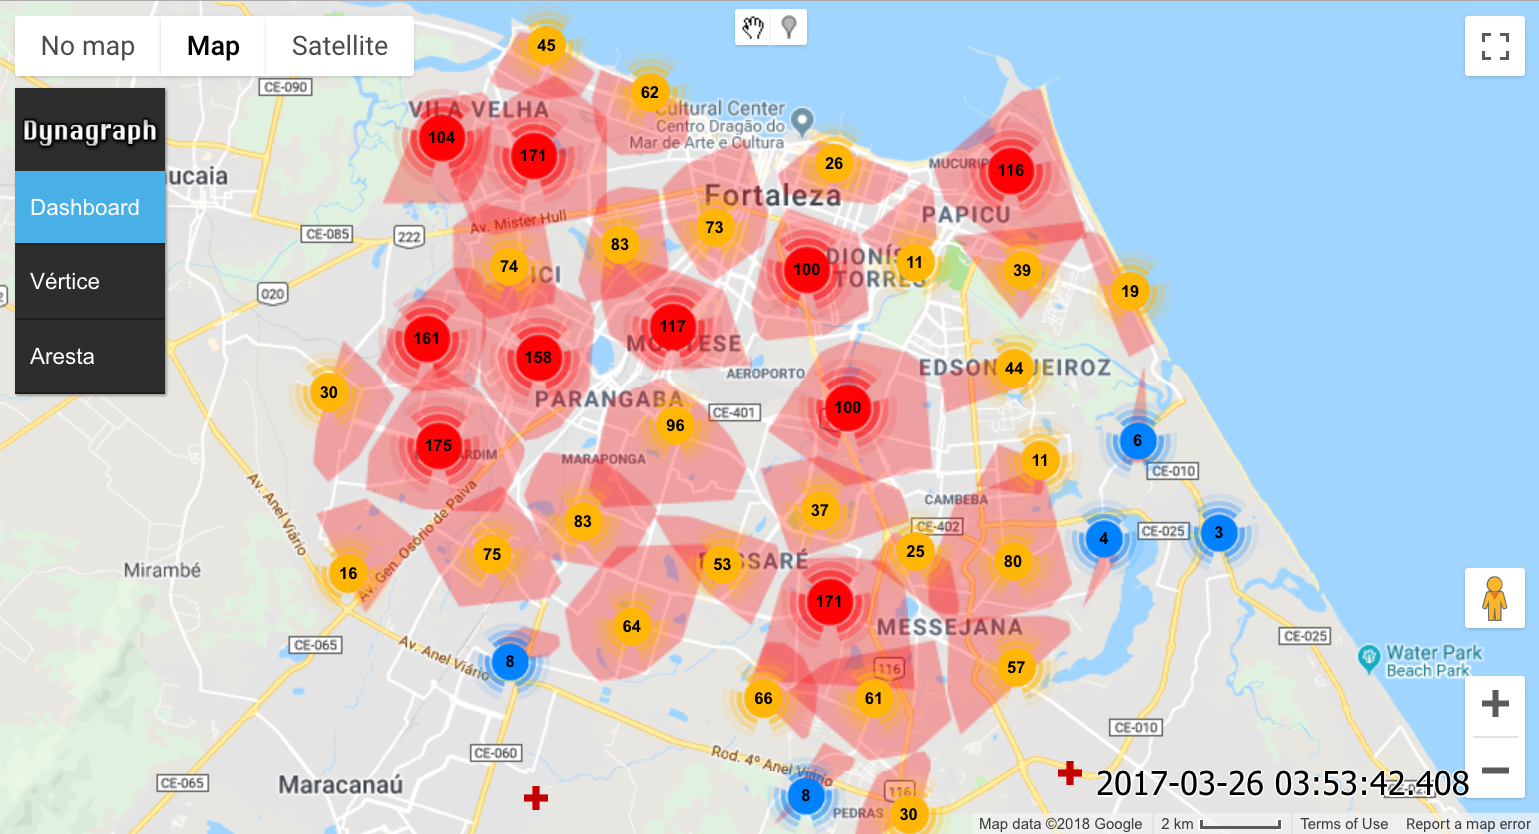 No map
Map
Satellite
Dynagraph
Dashboard
Vértice
Aresta
45
62
CE-090
VILA VELHA
104
171
Cultural Center
Centro Dragão do
Mar de Arte e Cultura
26
MUCURIP
116
Fortaleza
PAPICU
Av. Mister Hull
CE-085
222
83
73
74
ICI
100
DIONÍS
TORRES
11
39
19
020
161
158
117
AEROPORTO
EDSON
44
30
PARANGABA
CE-401
100
96
175
MARAPONGA
6
11
CE-010
Av. Anel Viário
Av. Gen. Osório de Paiva
CAMBEBA
37
CE-402
83
75
53
25
80
4
CE-025
3
Mirambé
16
171
64
MESSEJANA
CE-065
Av. Anel Viário
8
116
57
CE-025
Water Park
Beach Park
66
61
CE-010
CE-060
Rod. 4º Anel Viário
CE-065
Maracanaú
8
116
PEDRAS
30
2017-03-26 03:53:42.408
Map data ©2018 Google
2 km
Terms of Use
Report a map error